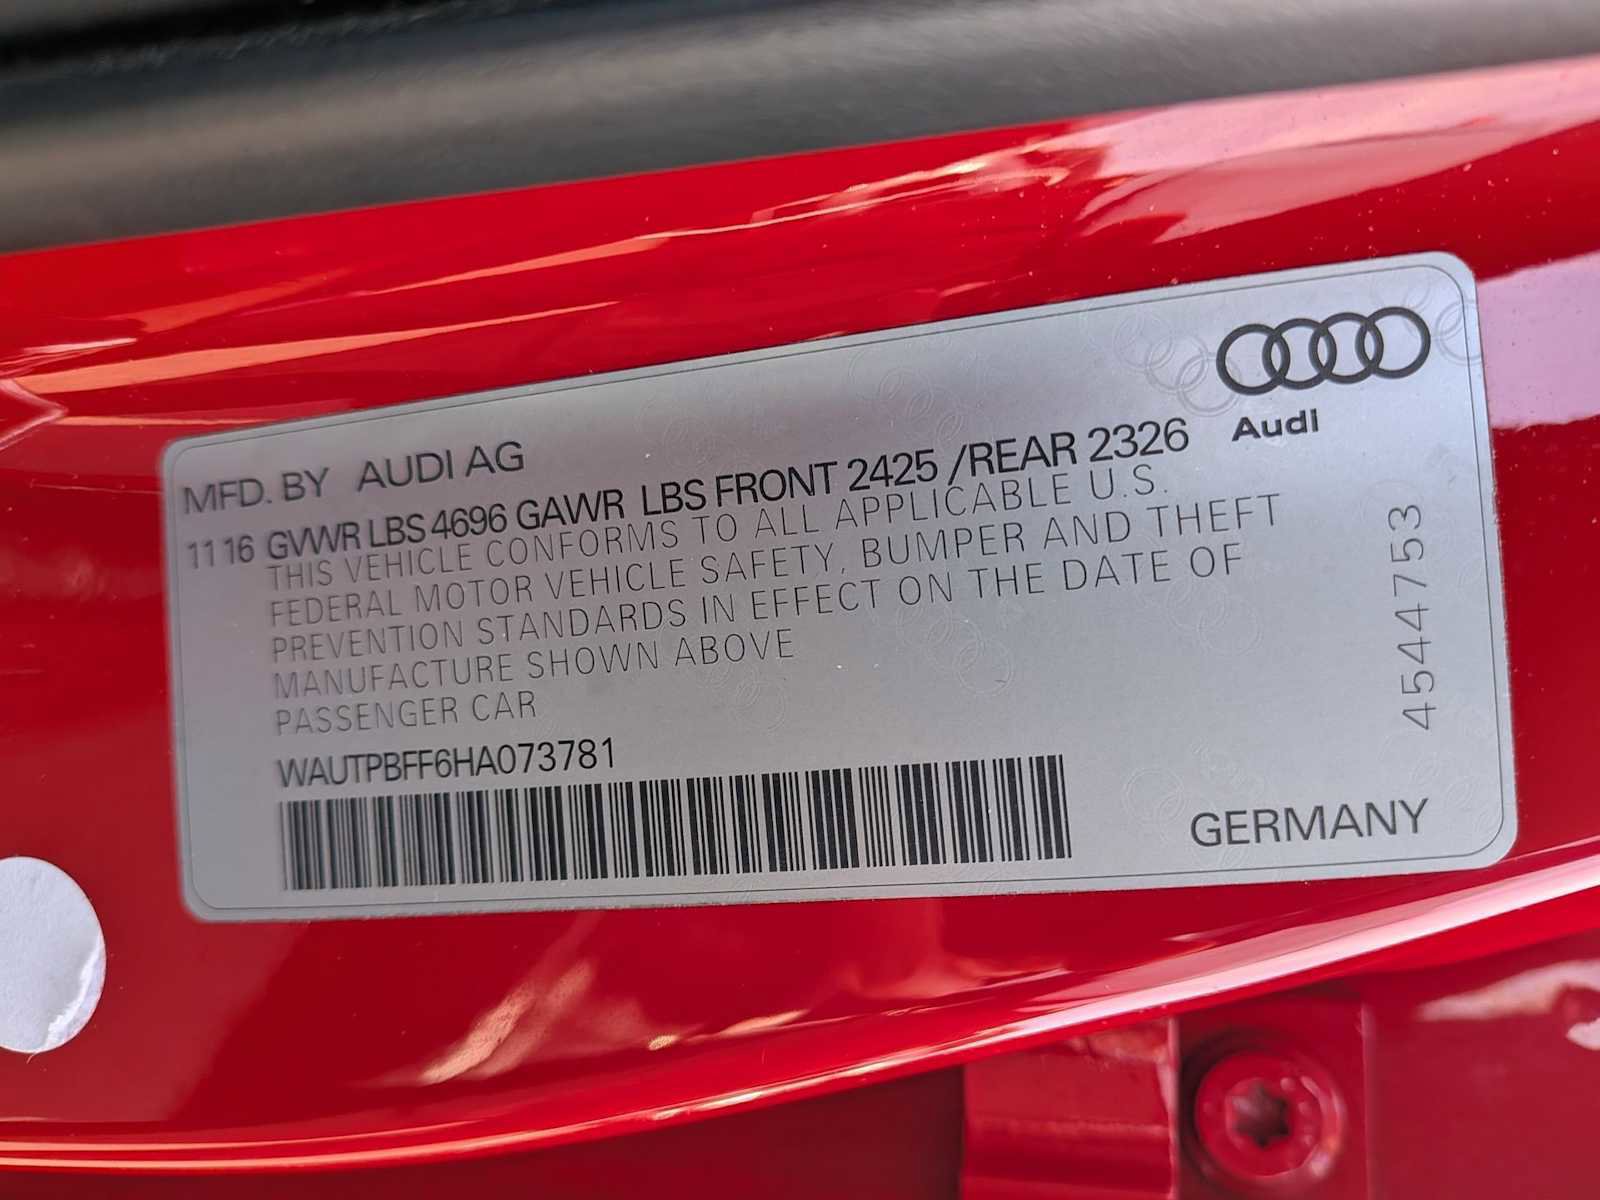 Audi
MFD. BY AUDI AG
11 16 GVWR LBS 4696 GAWR LBS FRONT 2425 /REAR 2326
THIS VEHICLE CONFORMS TO ALL APPLICABLE U.S.
FEDERAL MOTOR VEHICLE SAFETY, BUMPER AND THEFT
PREVENTION STANDARDS IN EFFECT ON THE DATE OF
MANUFACTURE SHOWN ABOVE
PASSENGER CAR
WAUTPBFF6HA073781
4544753
GERMANY